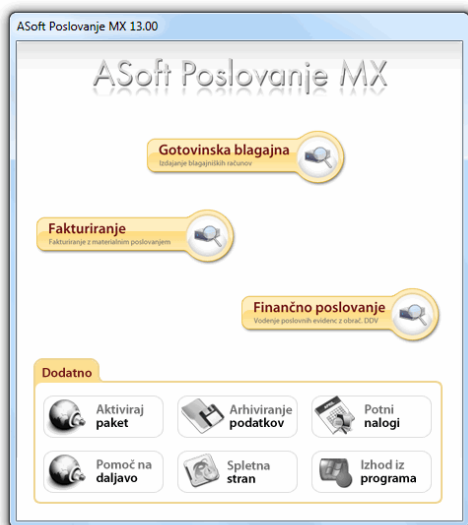 ASoft Poslovanje MX 13.00
ASoft Poslovanje MX
Gotovinska blagajna
Izdajanje blagajniških računov
Fakturiranje
Fakturiranje z materialnim poslovanjem
Finančno poslovanje
Vodenje poslovnih evidenc z obrač. DDV
Dodatno
Aktiviraj
paket
Arhiviranje
podatkov
Potni
nalogi
Pomoč na
daljavo
Spletna
stran
Izhod iz
programa